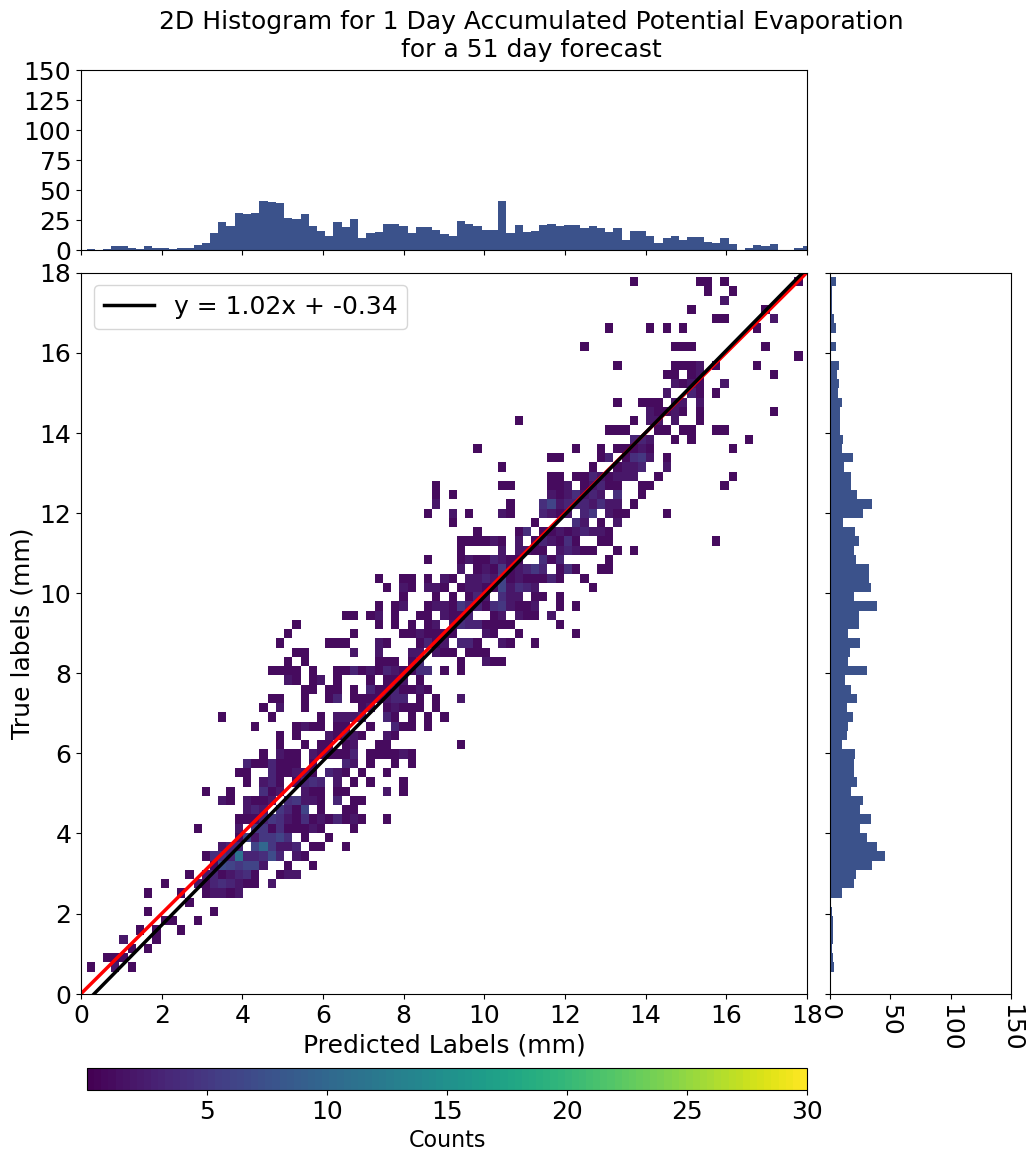 2D Histogram for 1 Day Accumulated Potential Evaporation
for a 51 day forecast
150
125
100
75
50
25
0
18
16
14
12
10
8
6
4
2
0
True labels (mm)
y = 1.02x + -0.34
0 2 4 6 8 10 12 14 16 18
Predicted Labels (mm)
0 50 100 150
5 10 15 20 25 30
Counts